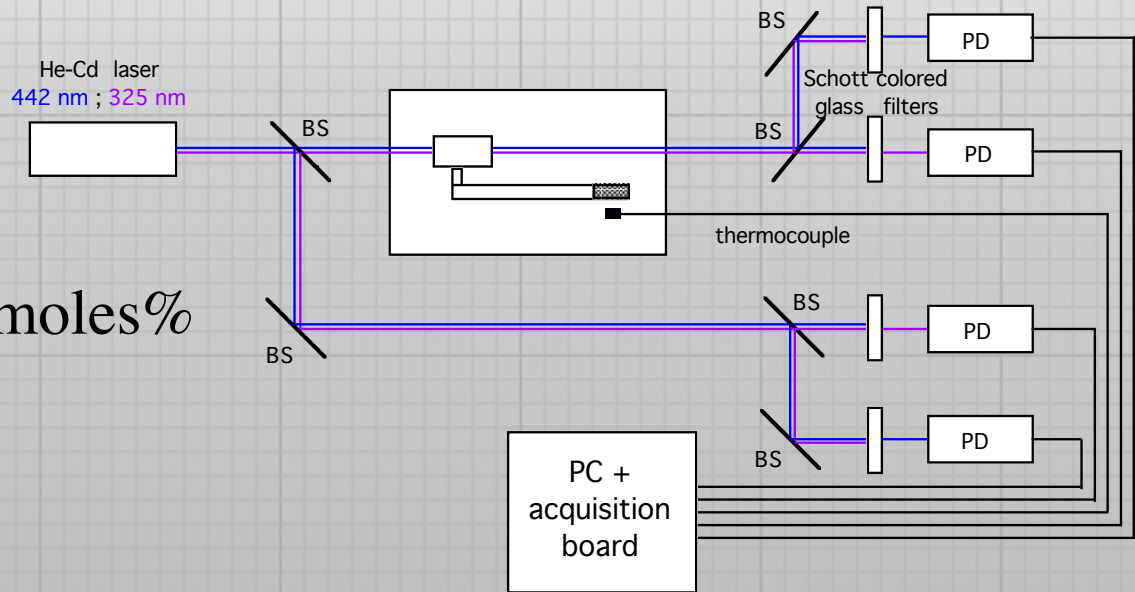 BS
PD
He-Cd laser
442 nm ; 325 nm
Schott colored
glass filters
BS
BS
PD
thermocouple
moles%
BS
BS
PD
BS
PD
PC +
acquisition
board